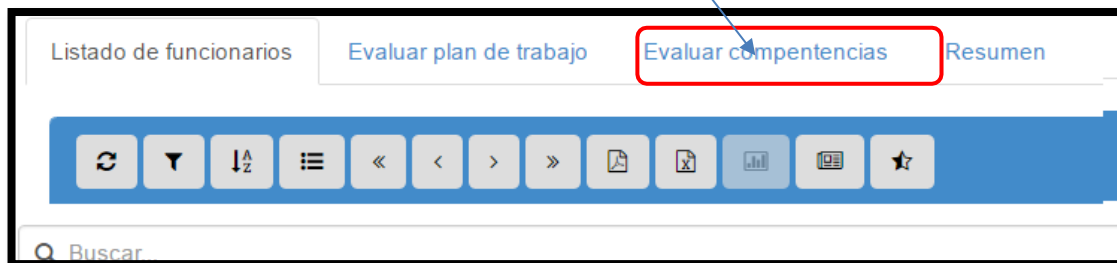 Listado de funcionarios Evaluar plan de trabajo Evaluar compentencias Resumen
Buscar...